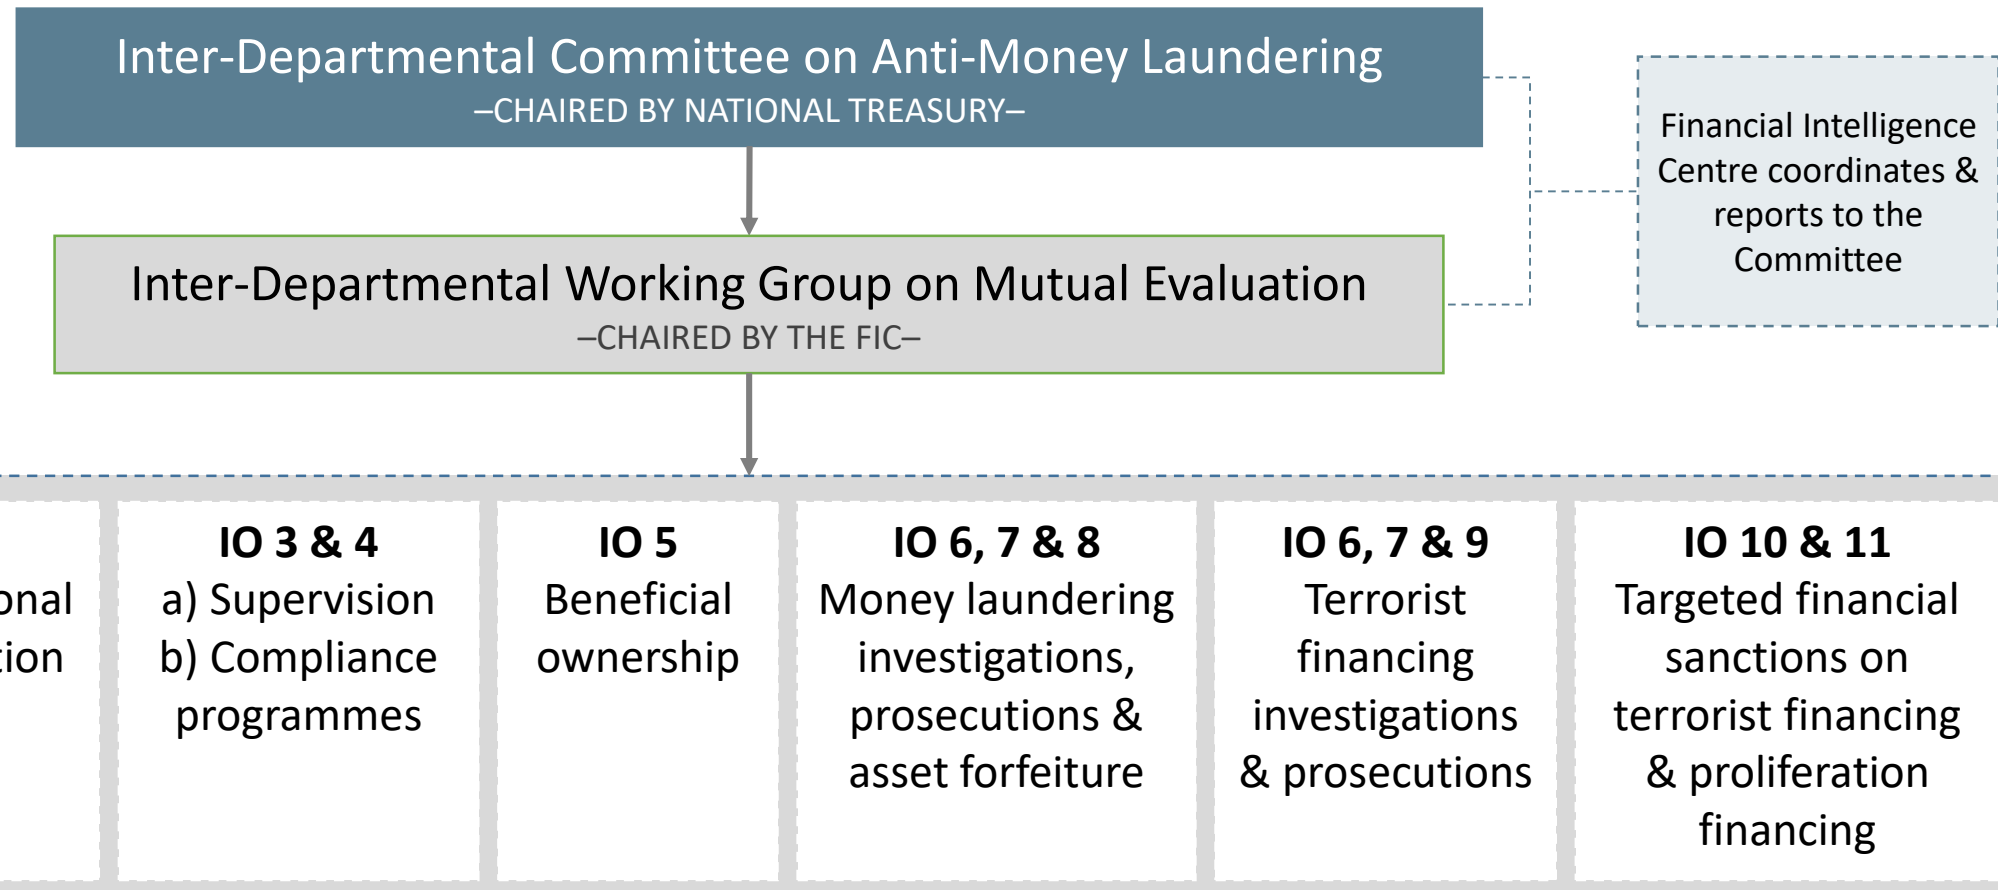 Inter-Departmental Committee on Anti-Money Laundering
–CHAIRED BY NATIONAL TREASURY–
Financial Intelligence
Centre coordinates &
reports to the
Committee
Inter-Departmental Working Group on Mutual Evaluation
–CHAIRED BY THE FIC–
IO 3 & 4
a) Supervision
b) Compliance
programmes
IO 5
Beneficial
ownership
IO 6, 7 & 8
Money laundering
investigations,
prosecutions &
asset forfeiture
IO 6, 7 & 9
Terrorist
financing
investigations
& prosecutions
IO 10 & 11
Targeted financial
sanctions on
terrorist financing
& proliferation
financing